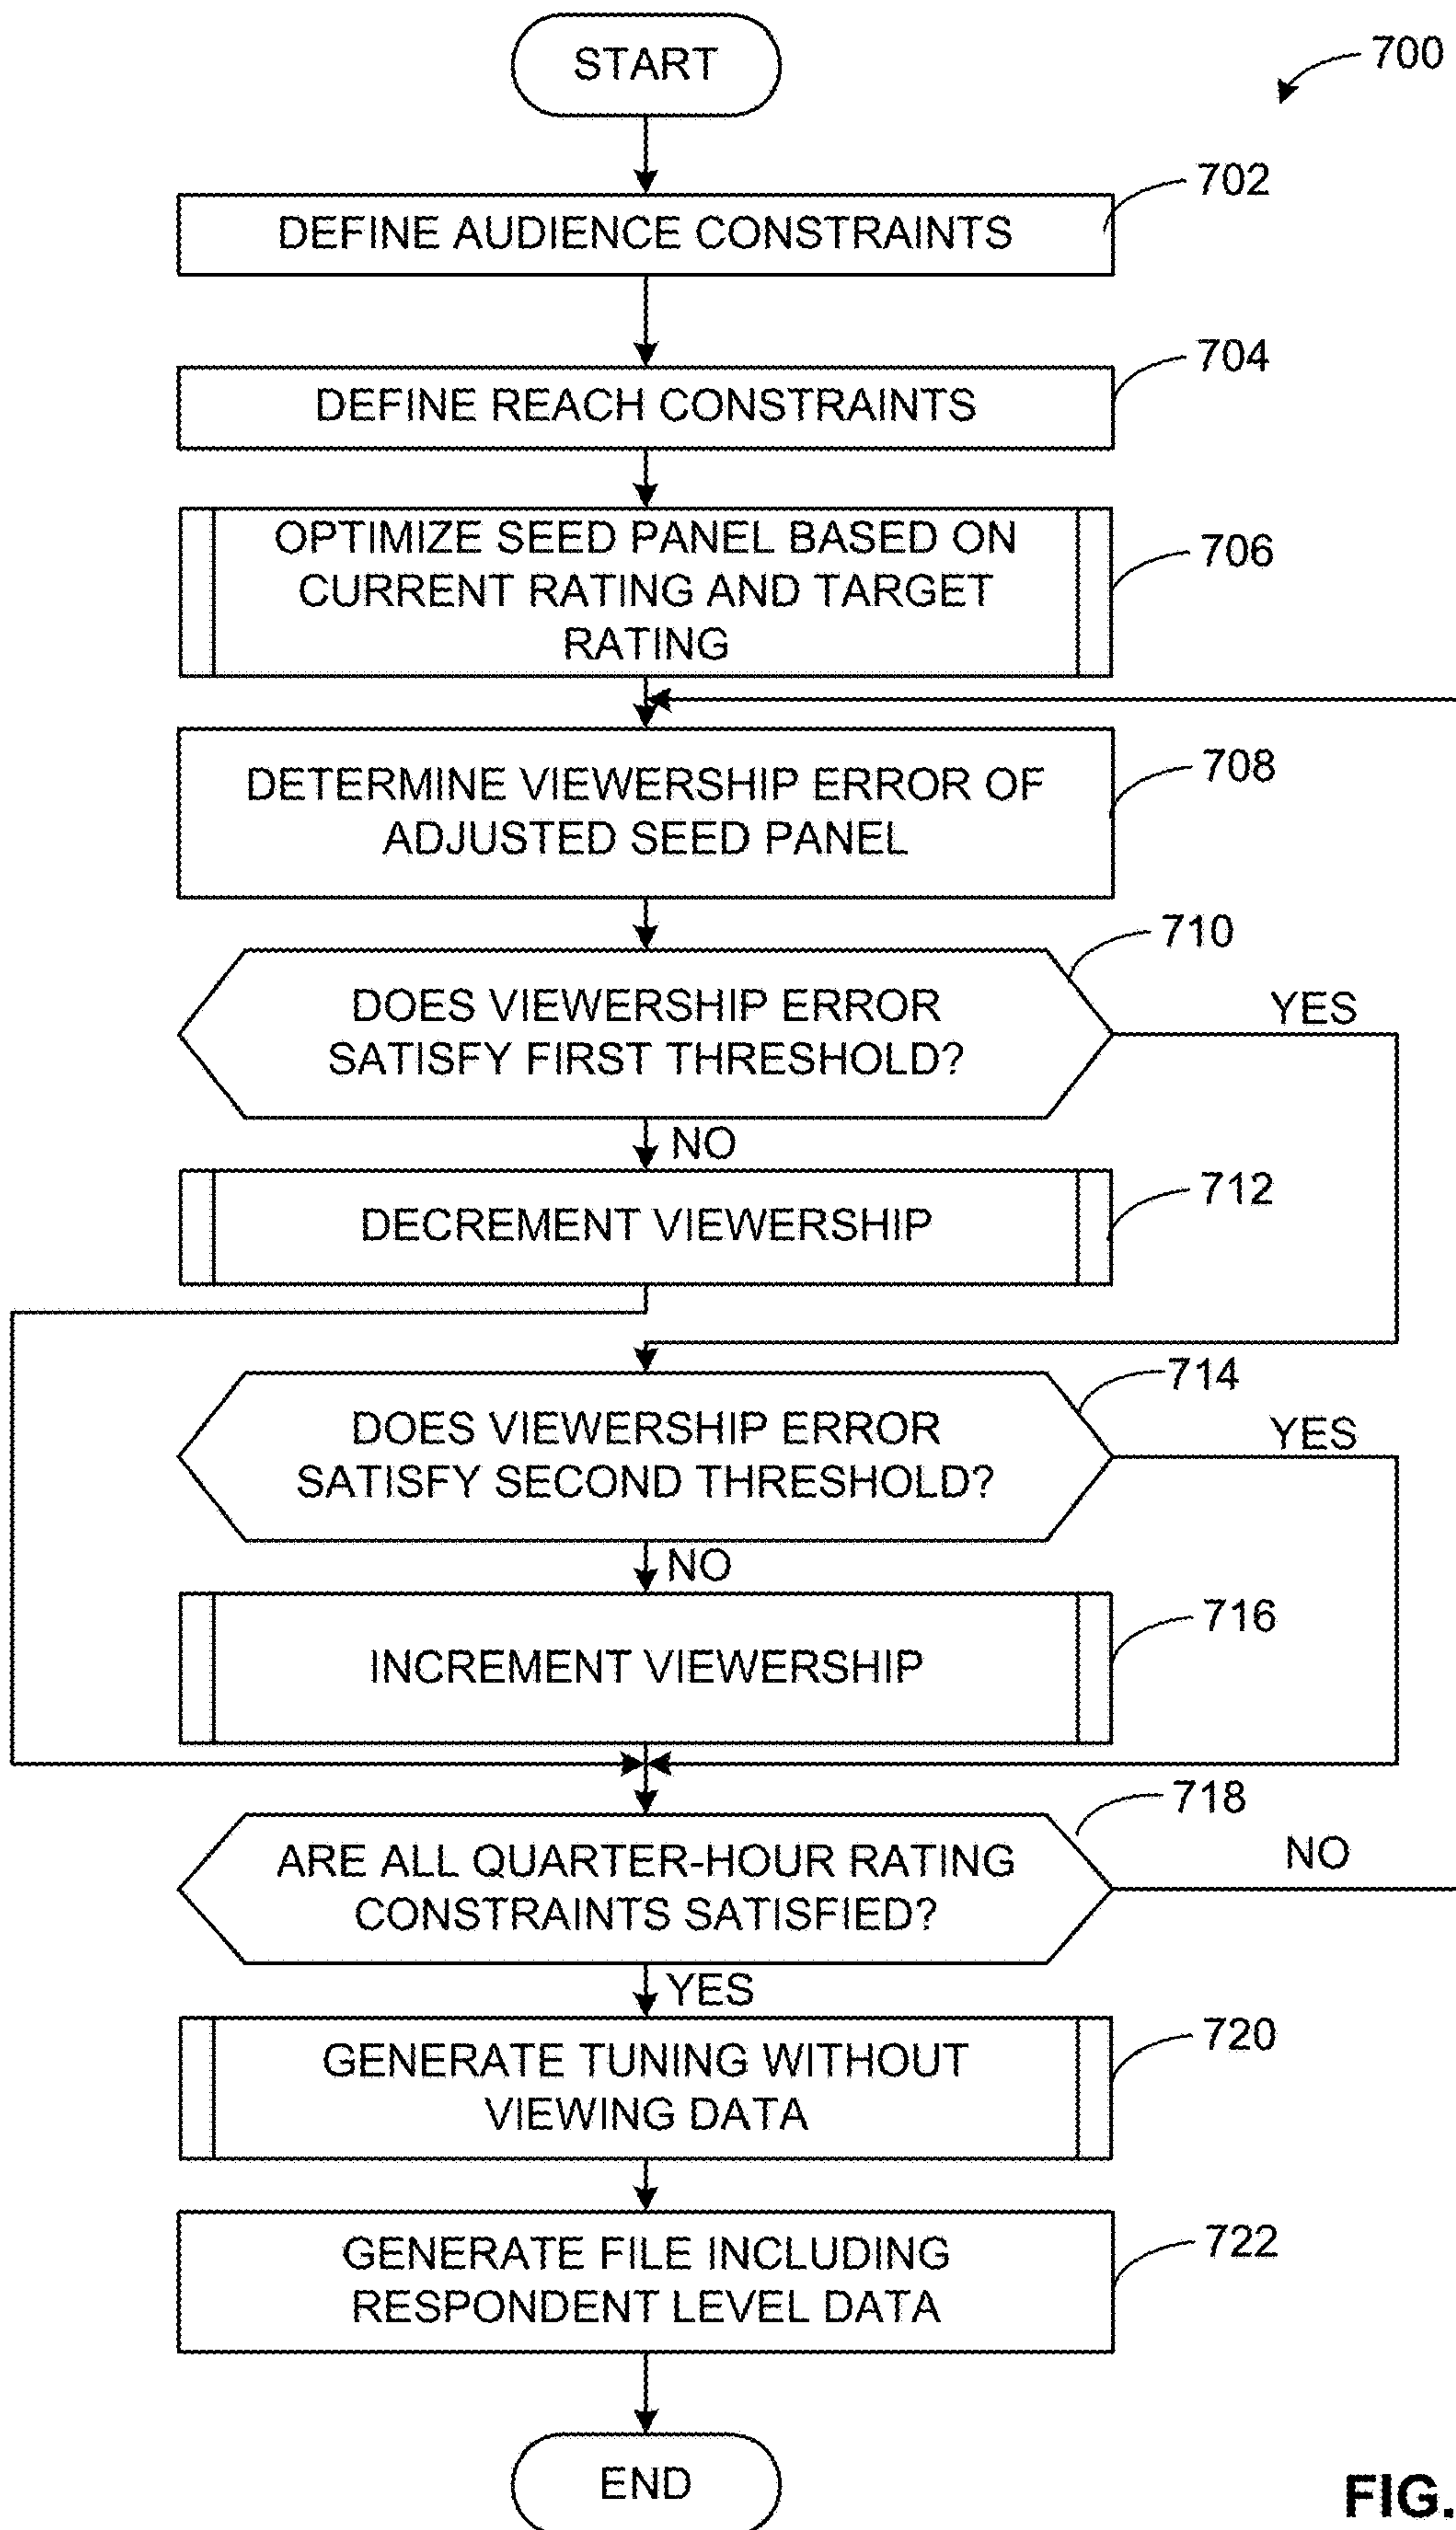 START
700
702
DEFINE AUDIENCE CONSTRAINTS
704
DEFINE REACH CONSTRAINTS
OPTIMIZE SEED PANEL BASED ON
CURRENT RATING AND TARGET
RATING
706
DETERMINE VIEWERSHIP ERROR OF
ADJUSTED SEED PANEL
708
710
DOES VIEWERSHIP ERROR
SATISFY FIRST THRESHOLD?
YES
NO
712
DECREMENT VIEWERSHIP
714
DOES VIEWERSHIP ERROR
SATISFY SECOND THRESHOLD?
YES
NO
716
INCREMENT VIEWERSHIP
718
ARE ALL QUARTER-HOUR RATING
CONSTRAINTS SATISFIED?
NO
YES
720
GENERATE TUNING WITHOUT
VIEWING DATA
722
GENERATE FILE INCLUDING
RESPONDENT LEVEL DATA
END
FIG.